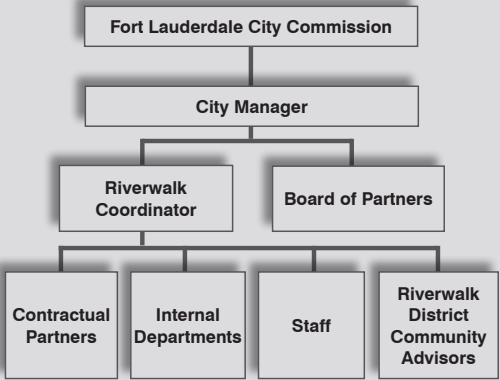 Fort Lauderdale City Commission
City Manager
Riverwalk
Coordinator
Board of Partners
Contractual
Partners
Internal
Departments
Staff
Riverwalk
District
Community
Advisors